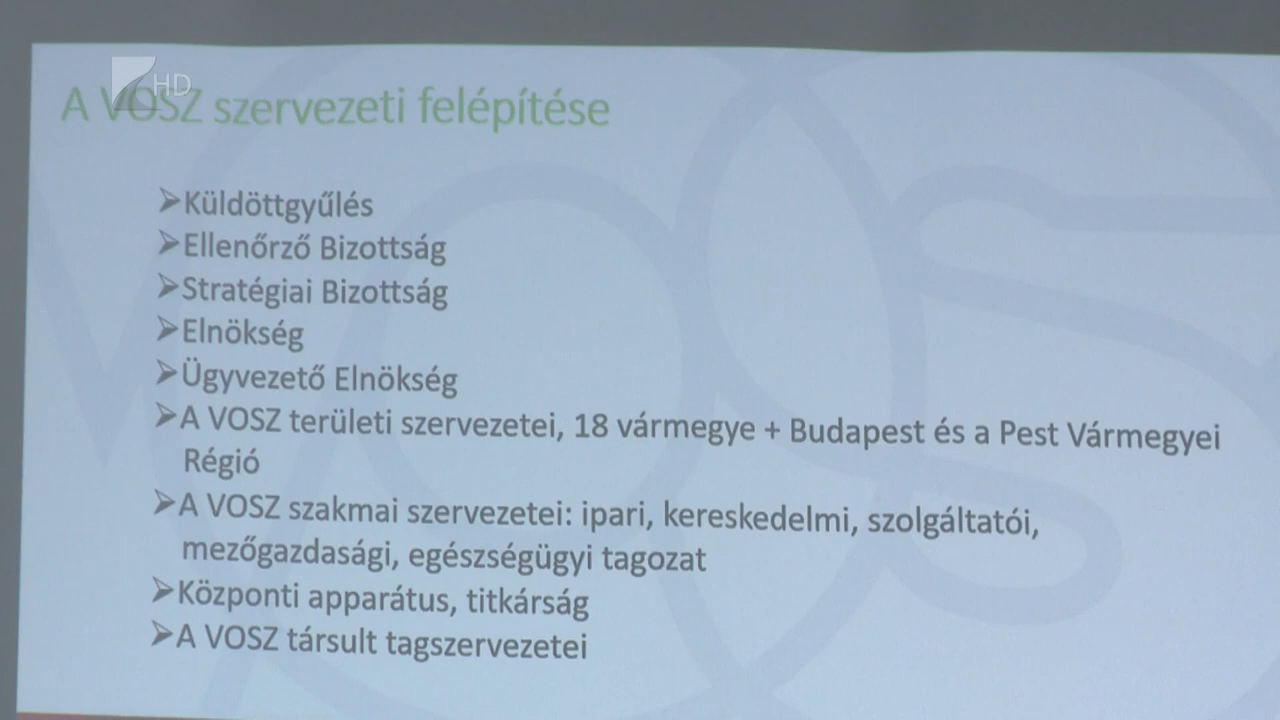 HD
A VOSZ szervezeti felépítése
➢Küldöttgyűlés
➢Ellenőrző Bizottság
➢Stratégiai Bizottság
➢Elnökség
➢Ügyvezető Elnökség
➢A VOSZ területi szervezetei, 18 vármegye + Budapest és a Pest Vármegyei
Régió
➢A VOSZ szakmai szervezetei: ipari, kereskedelmi, szolgáltatói,
mezőgazdasági, egészségügyi tagozat
➢Központi apparátus, titkárság
➢A VOSZ társult tagszervezetei